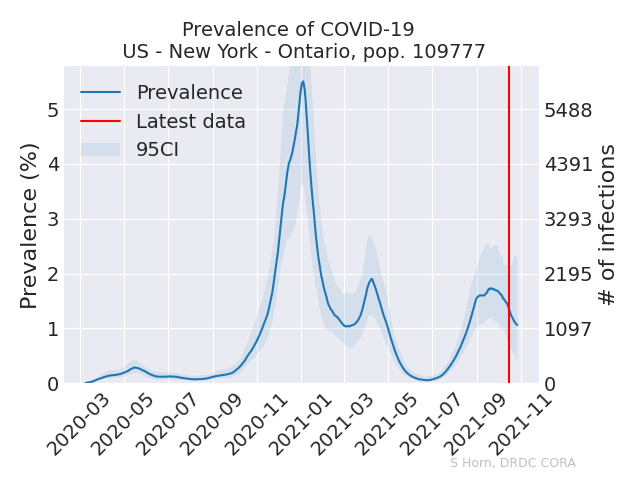 Prevalence of COVID-19
US - New York - Ontario, pop. 109777
Prevalence
Latest data
95CI
Prevalence (%)
5
4
3
2
1
0
5488
4391
3293
2195
1097
0
# of infections
2020-03
2020-05
2020-07
2020-09
2020-11
2021-01
2021-03
2021-05
2021-07
2021-09
2021-11
S Horn, DRDC CORA